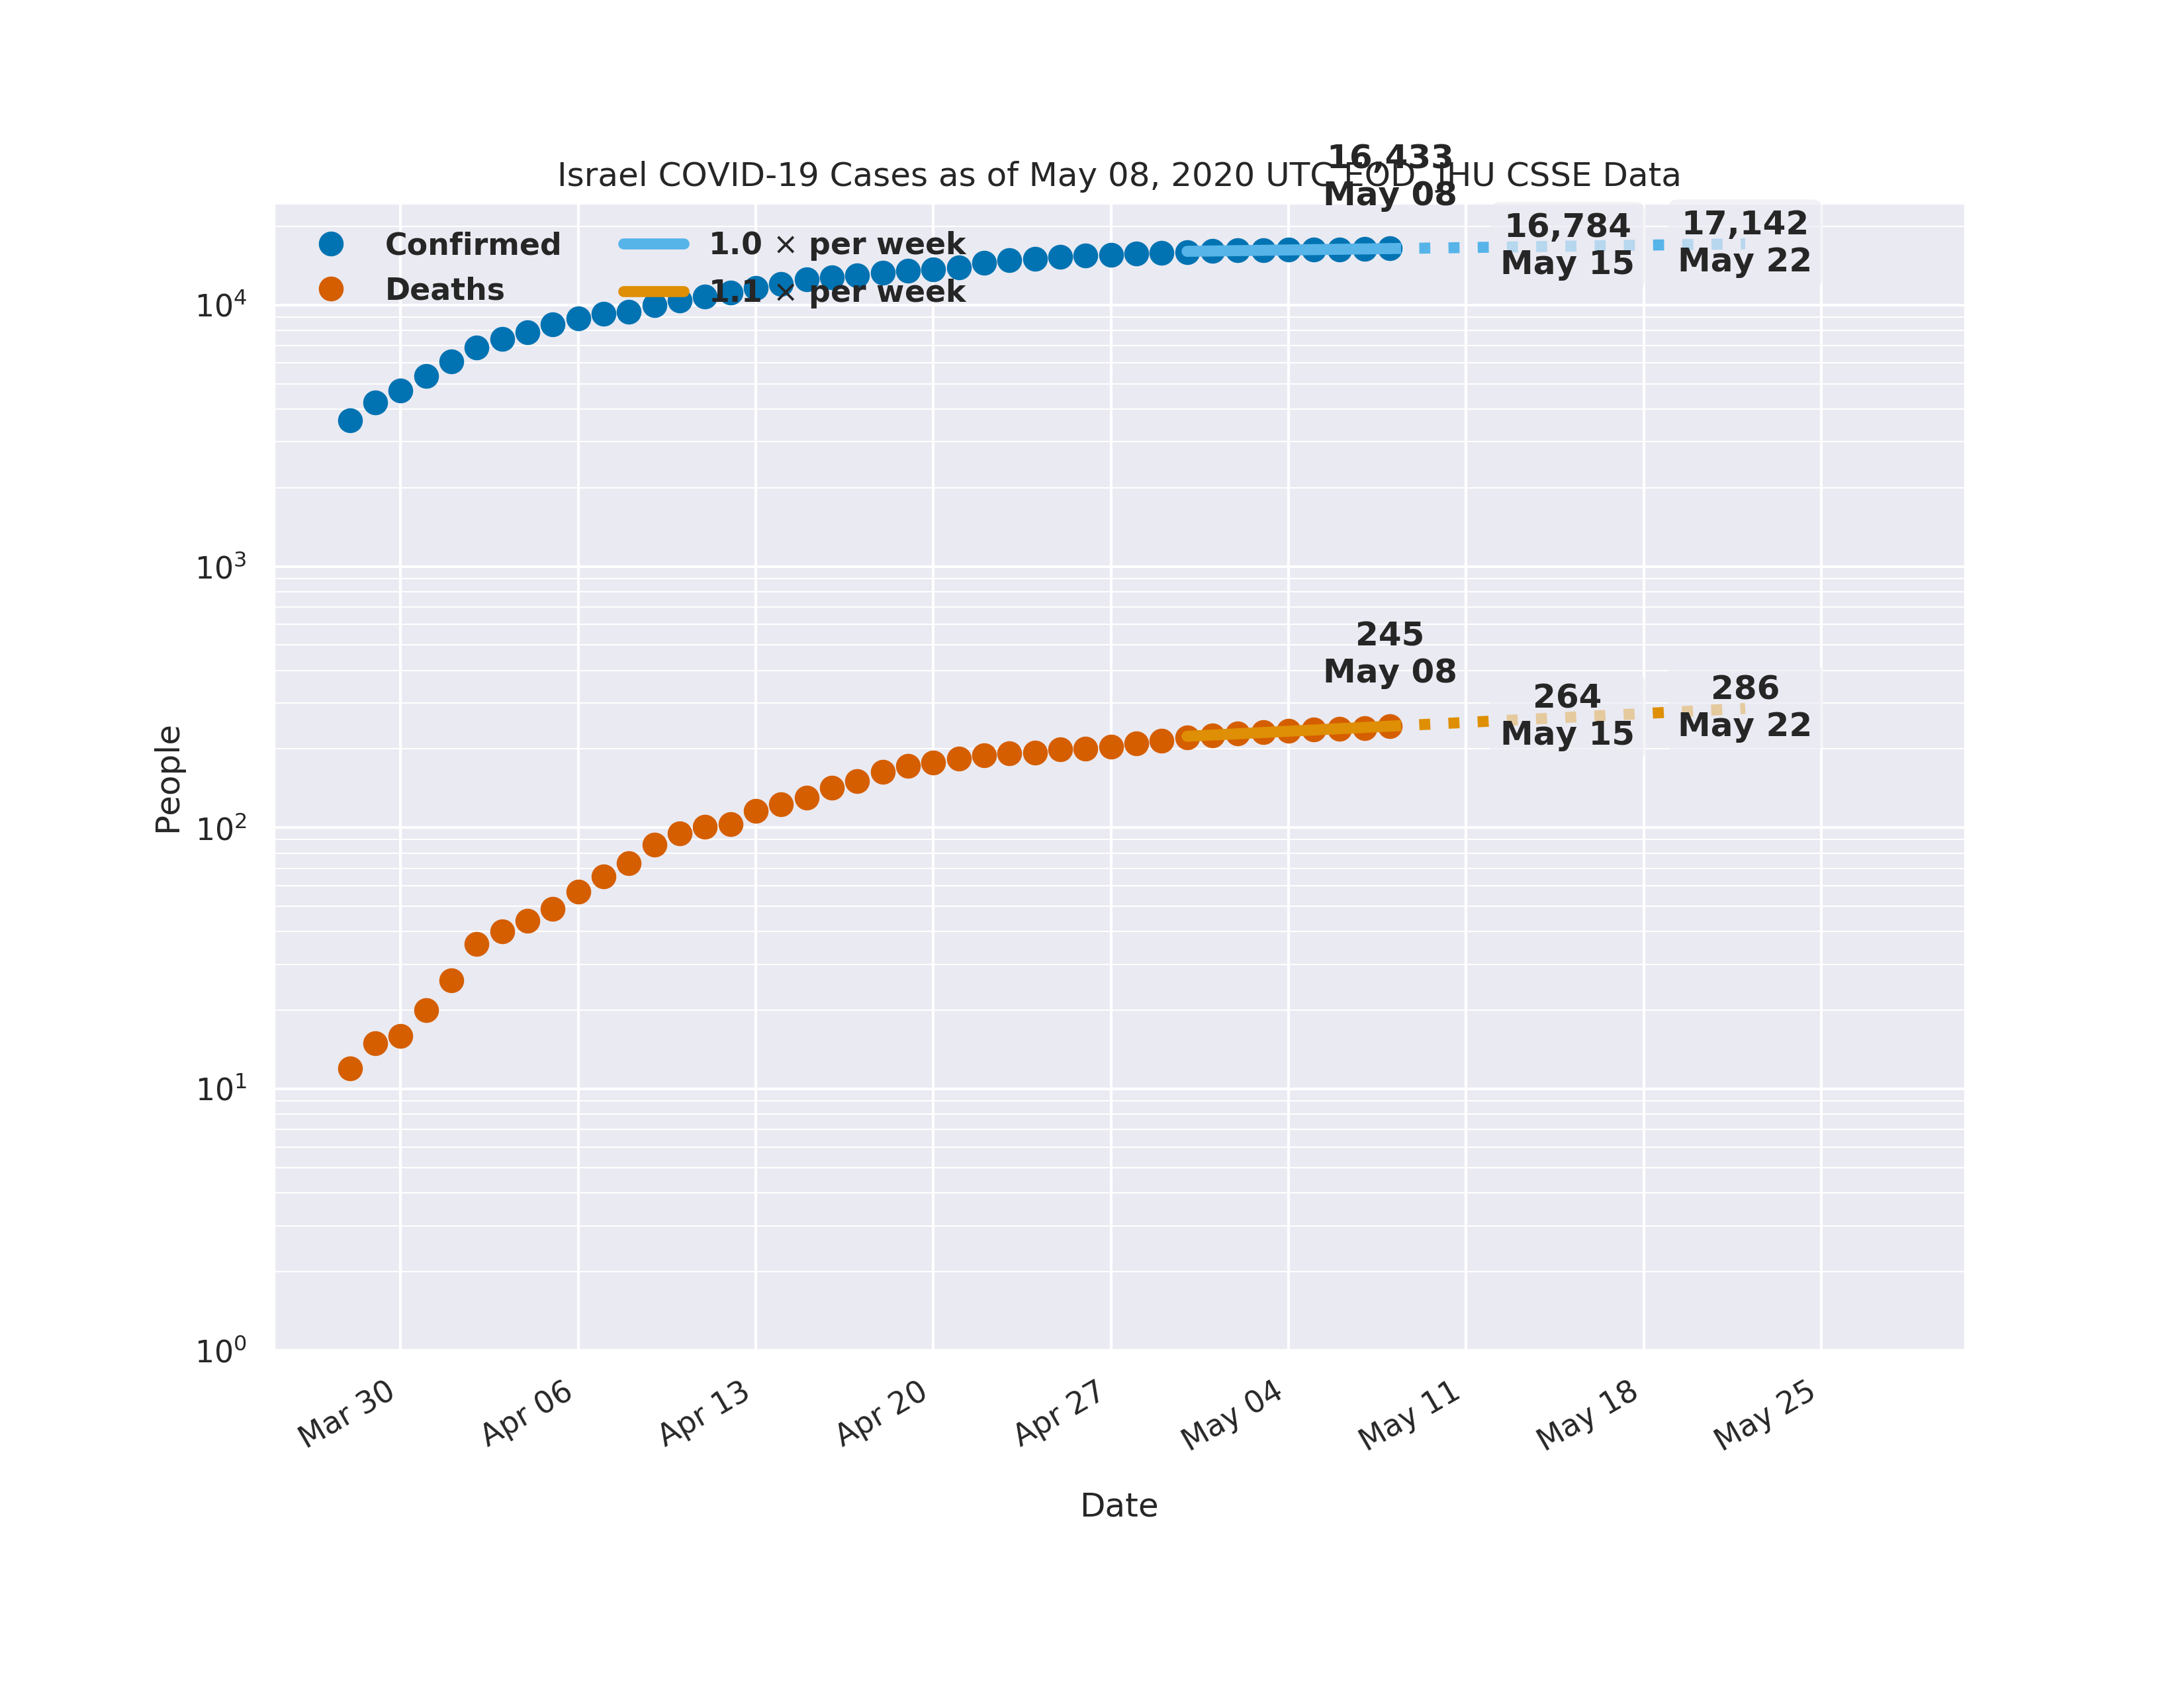 Israel COVID-19 Cases as of May 08, 2020 UTC EOD, JHU CSSE Data
16,433
May 08
16,784
May 15
17,142
May 22
Confirmed
Deaths
1.0 × per week
1.1 × per week
245
May 08
264
May 15
286
May 22
People
10⁴
10³
10²
10¹
10⁰
Mar 30
Apr 06
Apr 13
Apr 20
Apr 27
May 04
May 11
May 18
May 25
Date